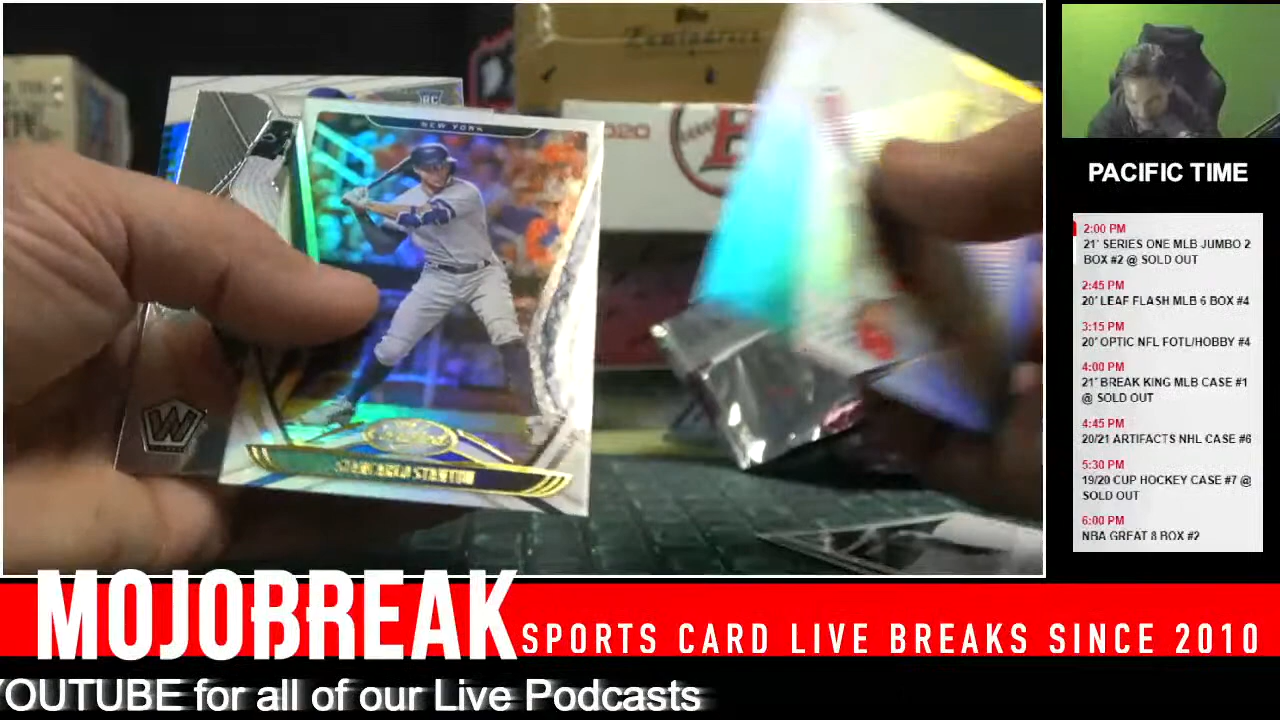 NEW YORK
RC
2020
B
W
GIANCARLO STANTON
PACIFIC TIME
2:00 PM
21' SERIES ONE MLB JUMBO 2
BOX #2 @ SOLD OUT
2:45 PM
20' LEAF FLASH MLB 6 BOX #4
3:15 PM
20' OPTIC NFL FOTL/HOBBY #4
4:00 PM
21' BREAK KING MLB CASE #1
@ SOLD OUT
4:45 PM
20/21 ARTIFACTS NHL CASE #6
5:30 PM
19/20 CUP HOCKEY CASE #7 @
SOLD OUT
6:00 PM
NBA GREAT 8 BOX #2
MOJOBREAK
SPORTS CARD LIVE BREAKS SINCE 2010
YOUTUBE for all of our Live Podcasts